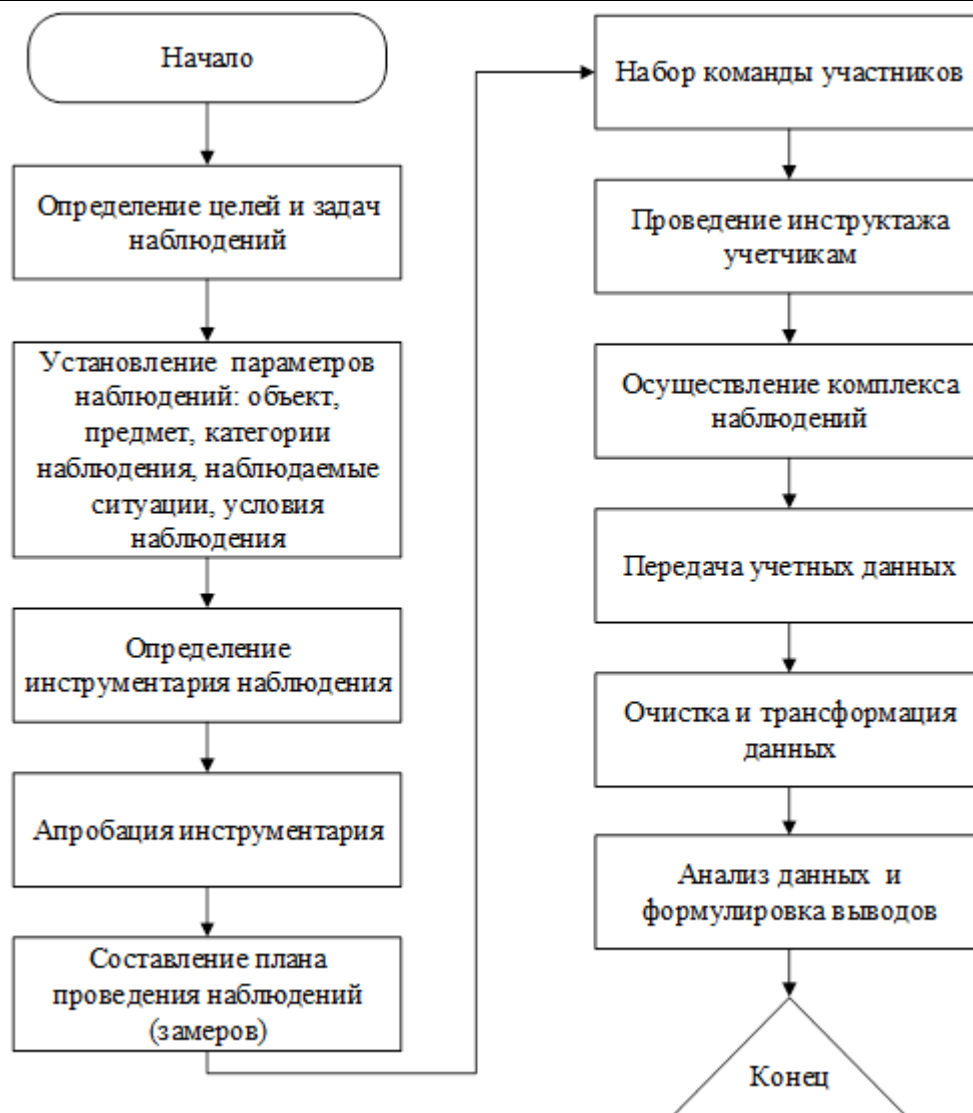 Начало
Определение целей и задач
наблюдений
Установление параметров
наблюдений: объект,
предмет, категории
наблюдения, наблюдаемые
ситуации, условия
наблюдения
Определение
инструментария наблюдения
Апробация инструментария
Составление плана
проведения наблюдений
(замеров)
Набор команды участников
Проведение инструктажа
учетчикам
Осуществление комплекса
наблюдений
Передача учетных данных
Очистка и трансформация
данных
Анализ данных и
формулировка выводов
Конец